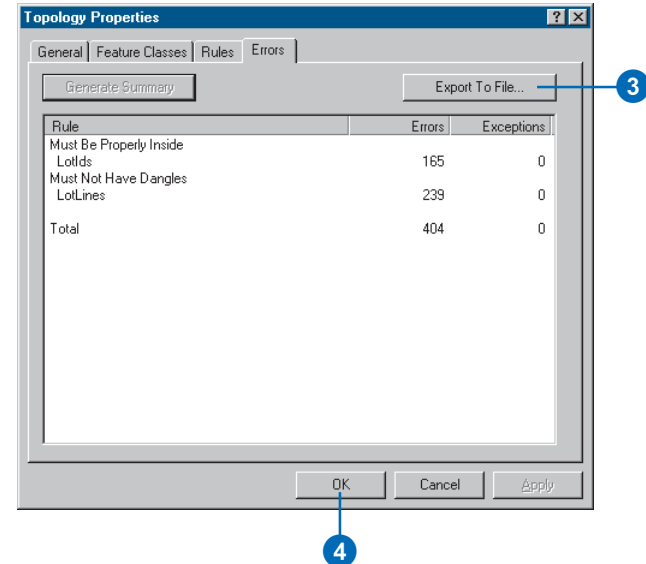 Topology Properties
General Feature Classes Rules Errors
Generate Summary Export To File... 3
Rule Errors Exceptions
Must Be Properly Inside
LotIds 165 0
Must Not Have Dangles
LotLines 239 0
Total 404 0
OK Cancel Apply
4